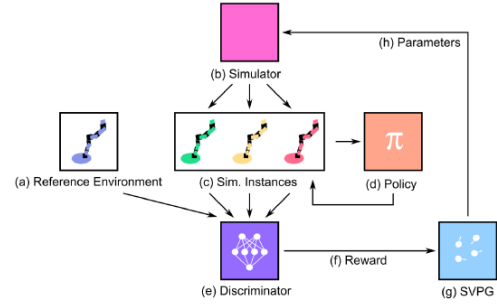 (h) Parameters
(b) Simulator
π
(a) Reference Environment
(c) Sim. Instances
(d) Policy
(f) Reward
(e) Discriminator
(g) SVPG